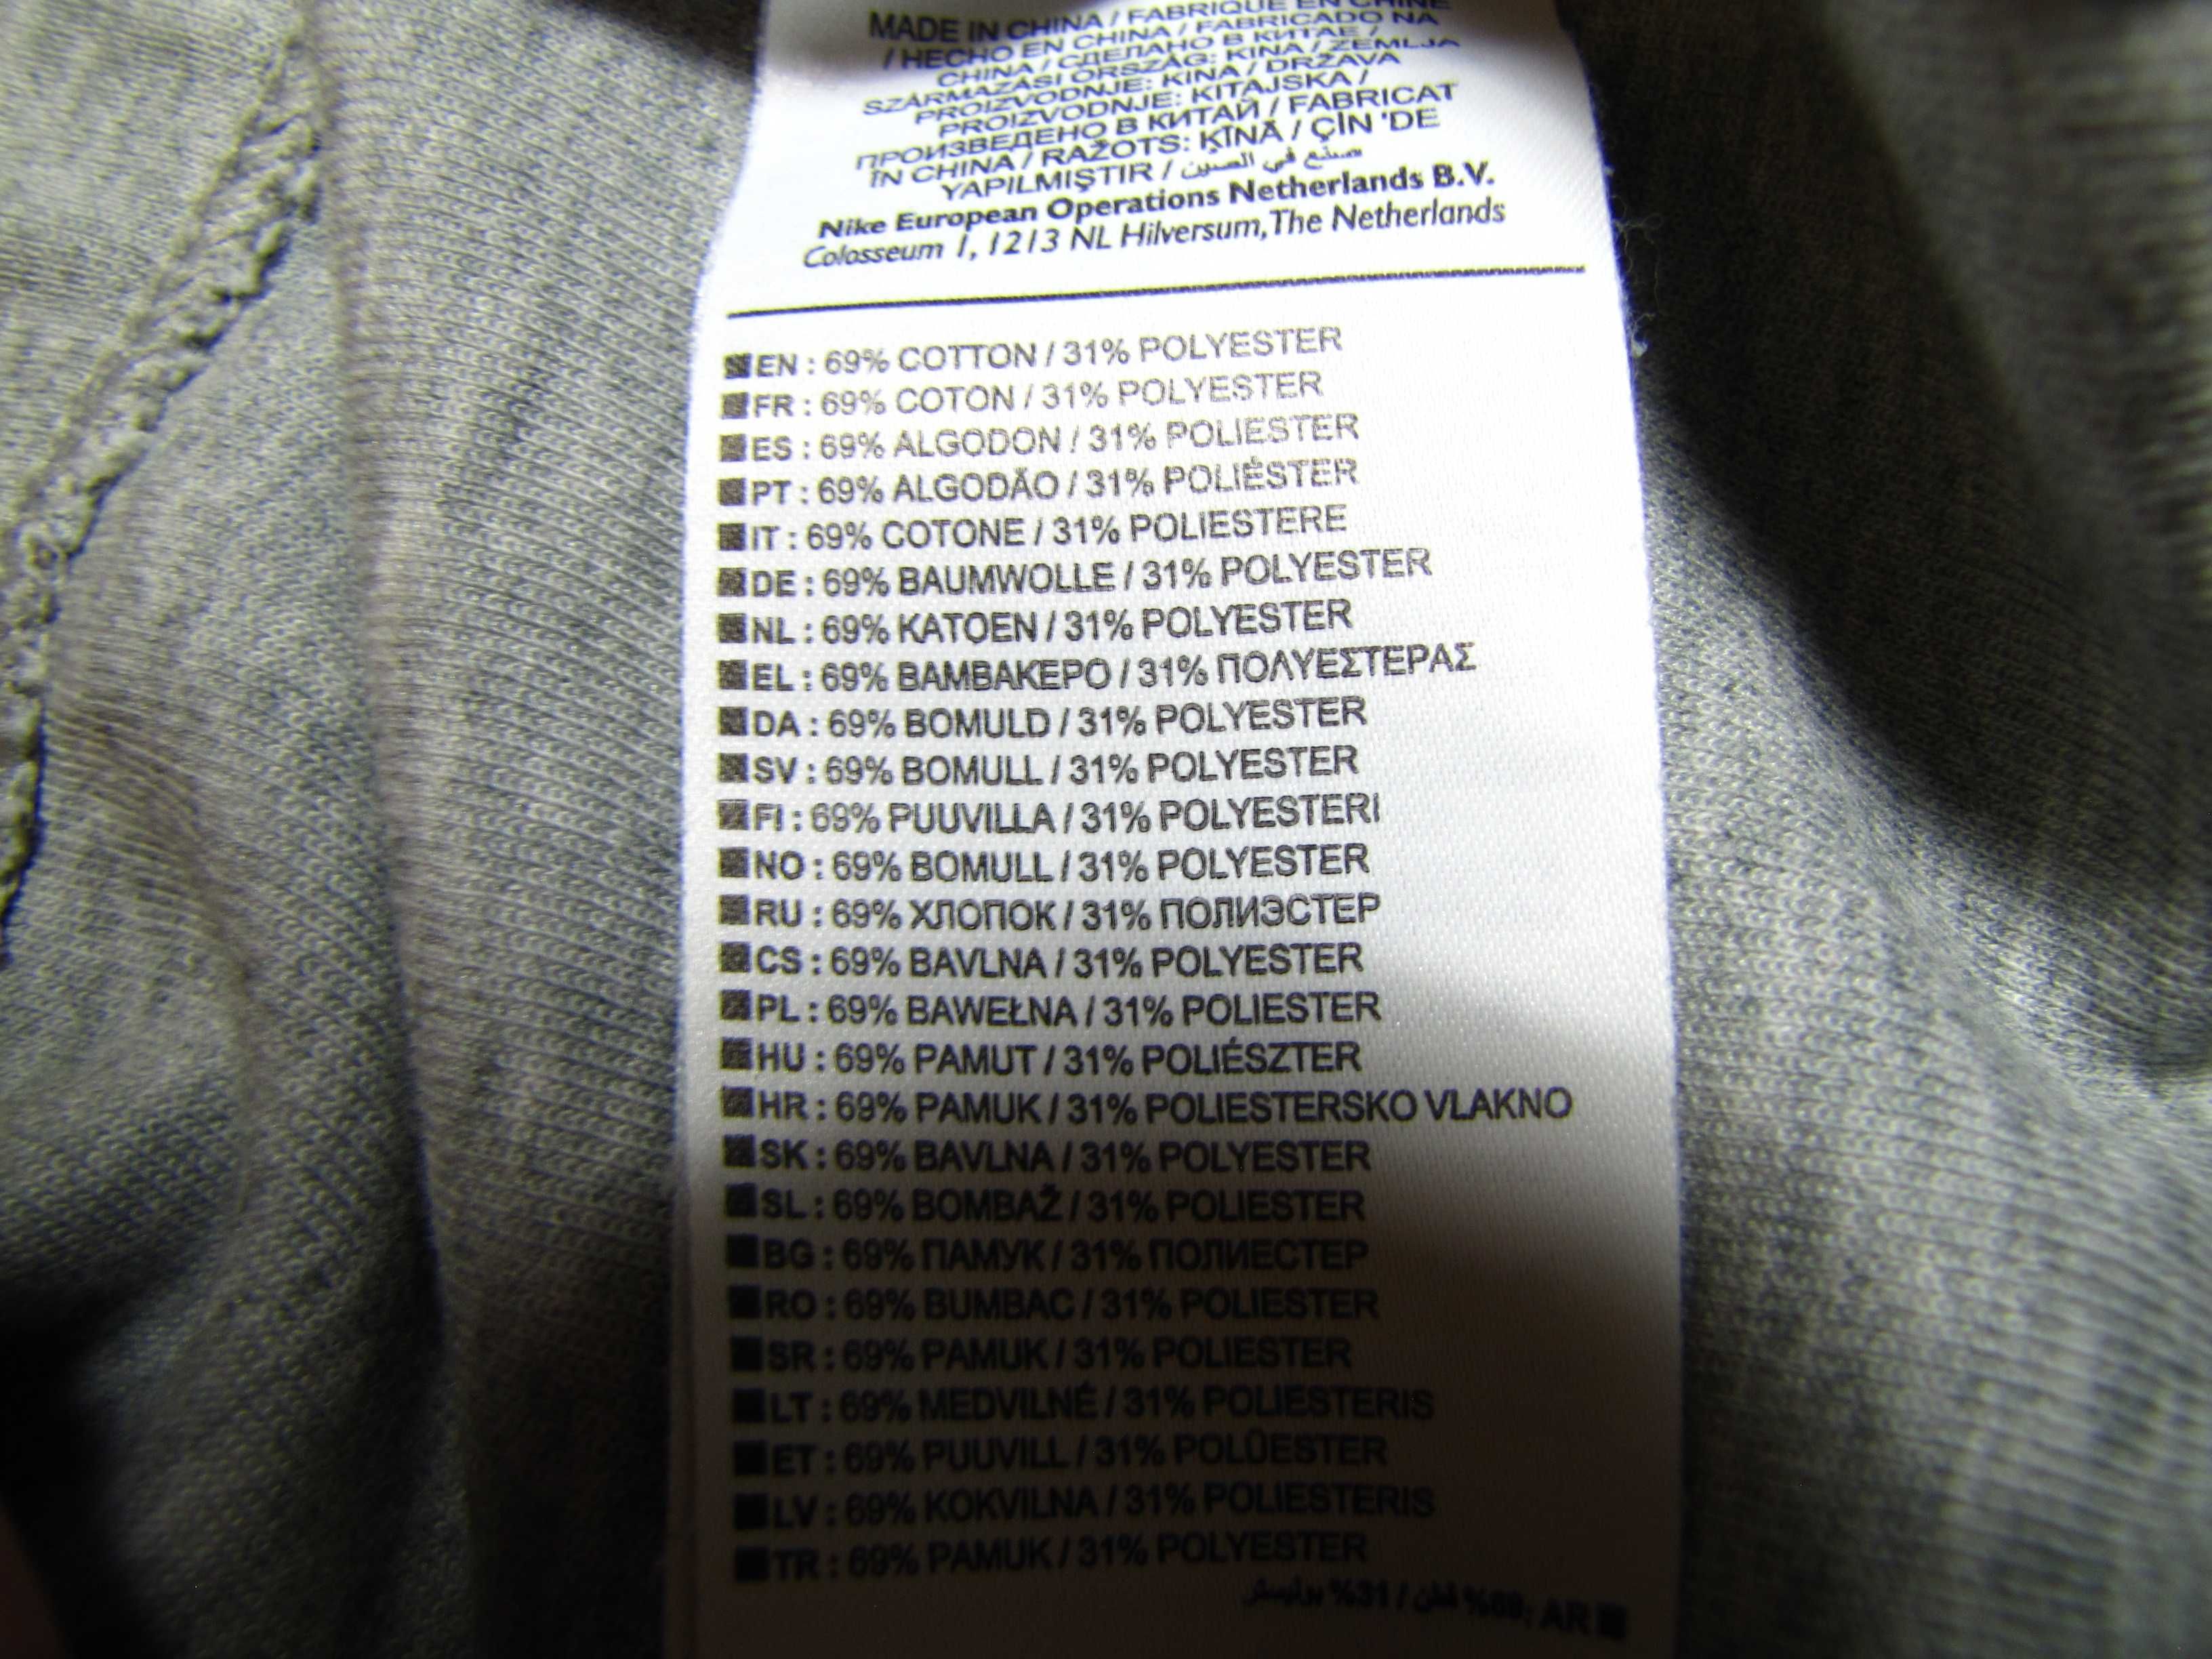 MADE IN CHINA / FABRIQUÉ EN CHINE
/ HECHO EN CHINA / FABRICADO NA
CHINA / СДЕЛАНО В КИТАЕ /
SZÁRMAZÁSI ORSZÁG: KINA / ZEMLJA
PROIZVODNJE: KINA / DRŽAVA
PROIZVODNJE: KITAJSKA /
ПРОИЗВЕДЕНО В КИТАЙ / FABRICAT
ÎN CHINA / RAŽOTS: ĶĪNĀ / ÇİN 'DE
YAPILMIŞTIR / صنع في الصين
Nike European Operations Netherlands B.V.
Colosseum 1, 1213 NL Hilversum, The Netherlands
EN : 69% COTTON / 31% POLYESTER
FR : 69% COTON / 31% POLYESTER
ES : 69% ALGODON / 31% POLIESTER
PT : 69% ALGODÃO / 31% POLIÉSTER
IT : 69% COTONE / 31% POLIESTERE
DE : 69% BAUMWOLLE / 31% POLYESTER
NL : 69% KATOEN / 31% POLYESTER
EL : 69% ΒΑΜΒΑΚΕΡΟ / 31% ΠΟΛΥΕΣΤΕΡΑΣ
DA : 69% BOMULD / 31% POLYESTER
SV : 69% BOMULL / 31% POLYESTER
FI : 69% PUUVILLA / 31% POLYESTERI
NO : 69% BOMULL / 31% POLYESTER
RU : 69% ХЛОПОК / 31% ПОЛИЭСТЕР
CS : 69% BAVLNA / 31% POLYESTER
PL : 69% BAWEŁNA / 31% POLIESTER
HU : 69% PAMUT / 31% POLIÉSZTER
HR : 69% PAMUK / 31% POLIESTERSKO VLAKNO
SK : 69% BAVLNA / 31% POLYESTER
SL : 69% BOMBAŽ / 31% POLIESTER
BG : 69% ПАМУК / 31% ПОЛИЕСТЕР
RO : 69% BUMBAC / 31% POLIESTER
SR : 69% PAMUK / 31% POLIESTER
LT : 69% MEDVILNĖ / 31% POLIESTERIS
ET : 69% PUUVILL / 31% POLÜESTER
LV : 69% KOKVILNA / 31% POLIESTERIS
TR : 69% PAMUK / 31% POLYESTER
AR : 69% قطن / 31% بوليستر